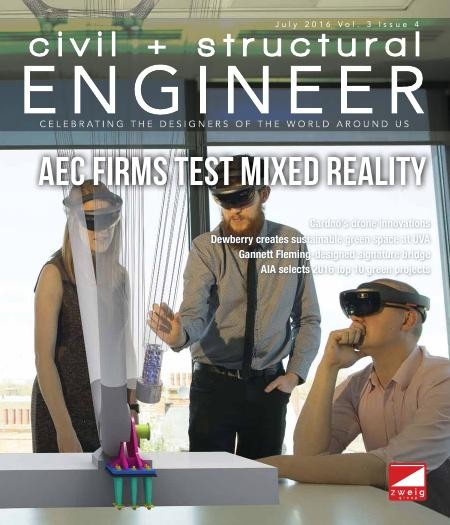 July 2016 Vol. 3 Issue 4
civil + structural
ENGINEER
CELEBRATING THE DESIGNERS OF THE WORLD AROUND US
AEC FIRMS TEST MIXED REALITY
Cardno's drone innovations
Dewberry creates sustainable green space at UVA
Gannett Fleming-designed signature bridge
AIA selects 2016 top 10 green projects
zweig
group